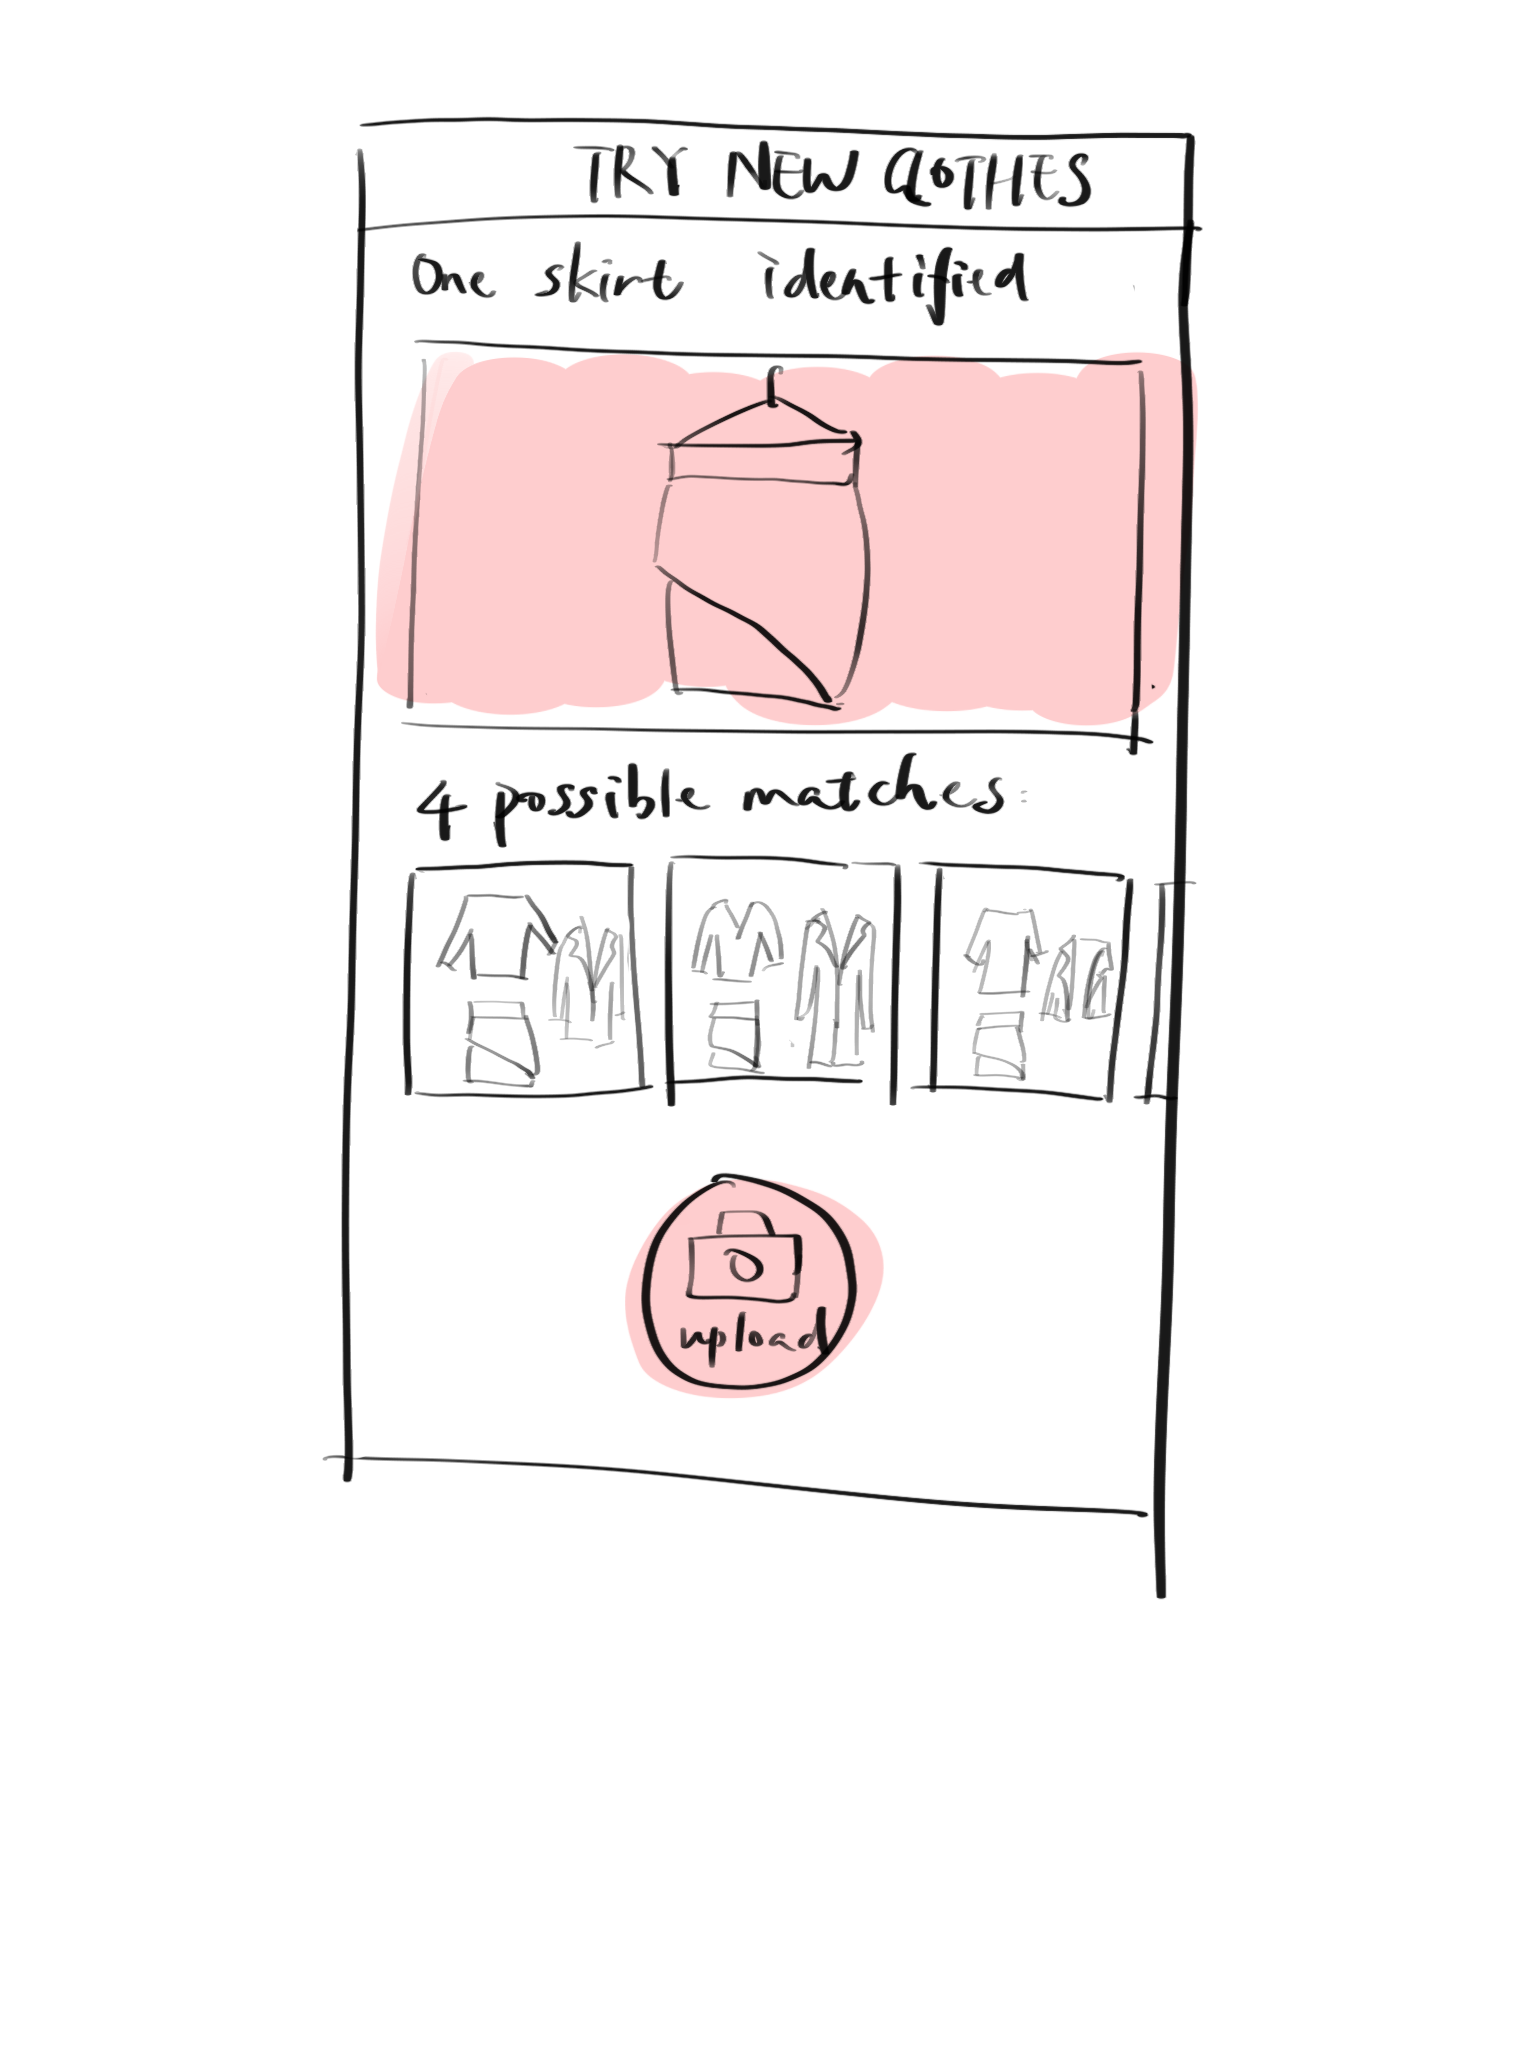 TRY NEW CLOTHES
One skirt identified
4 possible matches:
upload